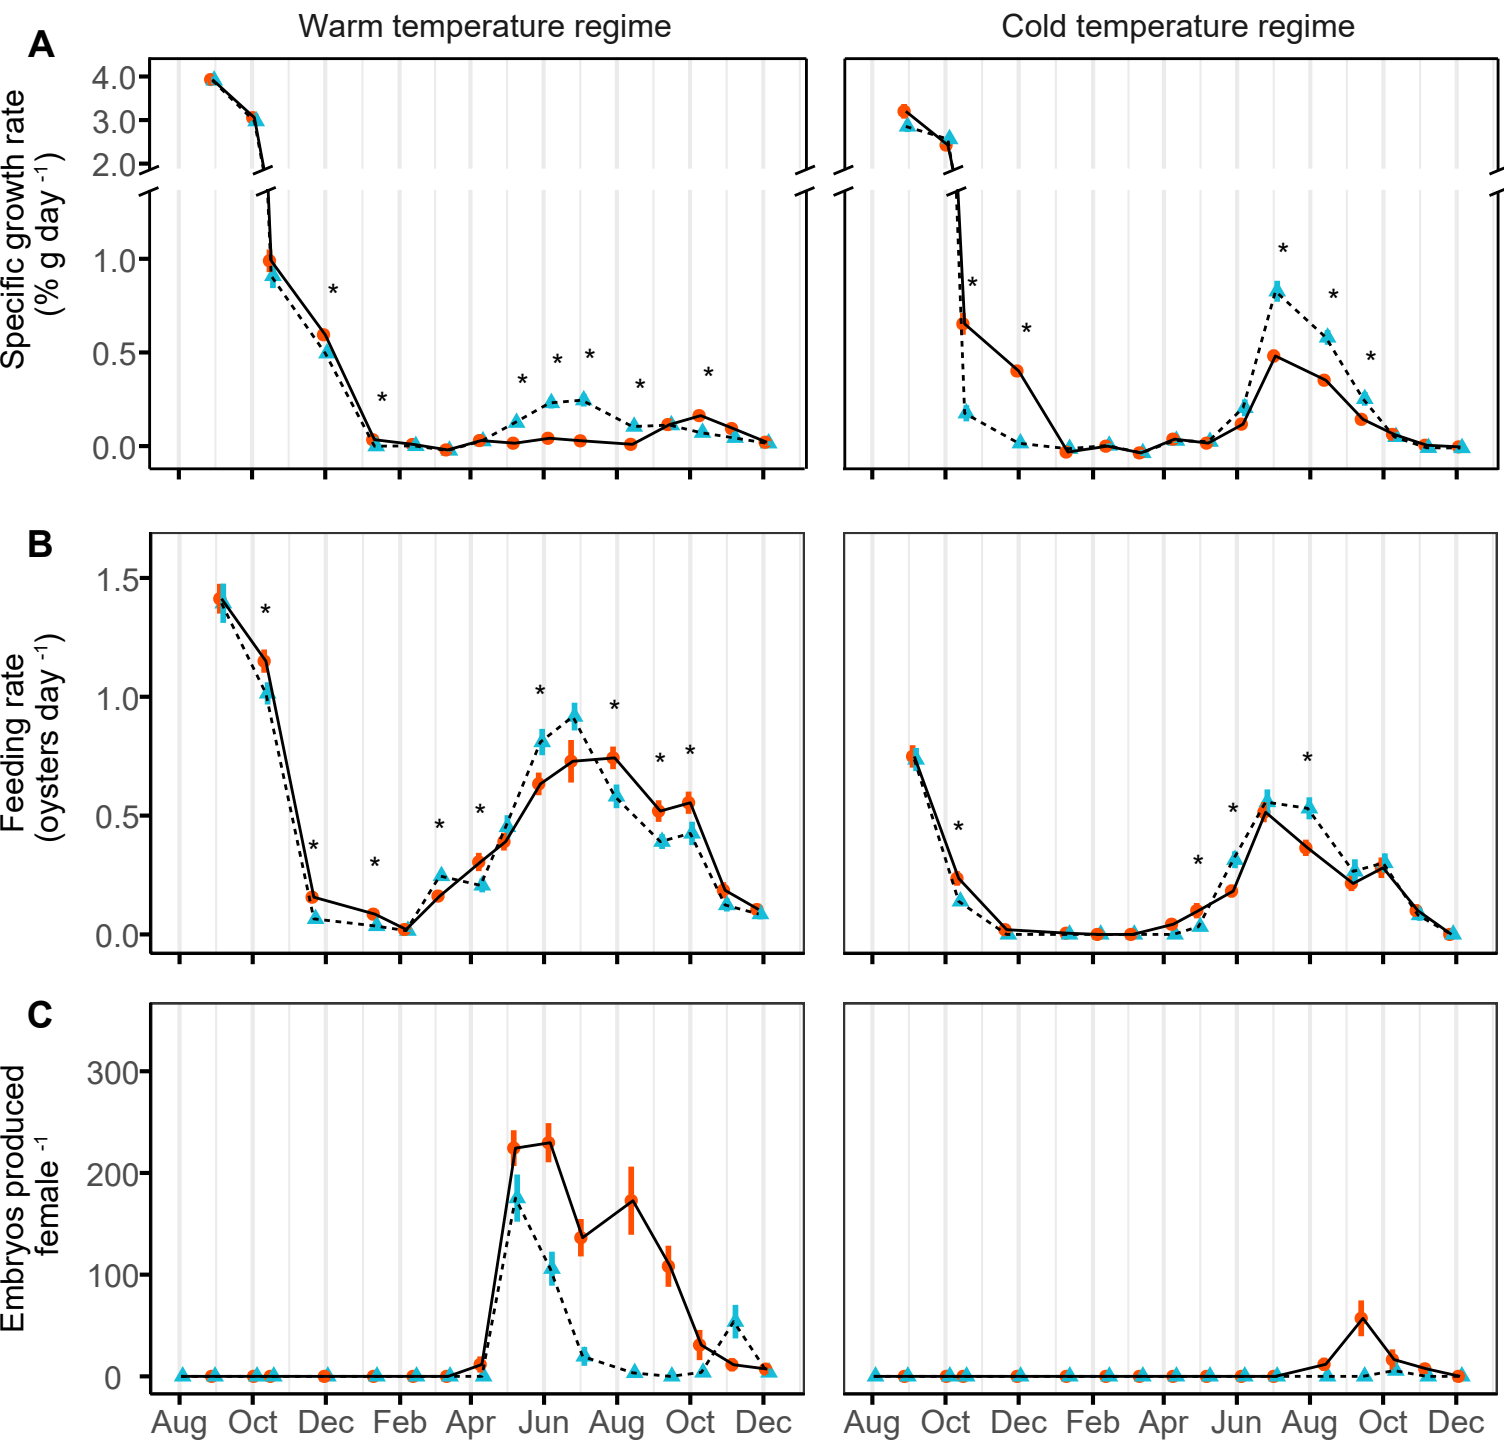 Warm temperature regime
Cold temperature regime
A
Specific growth rate
(% g day -1)
4.0
3.0
2.0
1.0
0.5
0.0
* * * * * * *
* * * * *
B
Feeding rate
(oysters day -1)
1.5
1.0
0.5
0.0
* * * * * * * * *
* * * *
C
Embryos produced
female -1
300
200
100
0
Aug Oct Dec Feb Apr Jun Aug Oct Dec
Aug Oct Dec Feb Apr Jun Aug Oct Dec